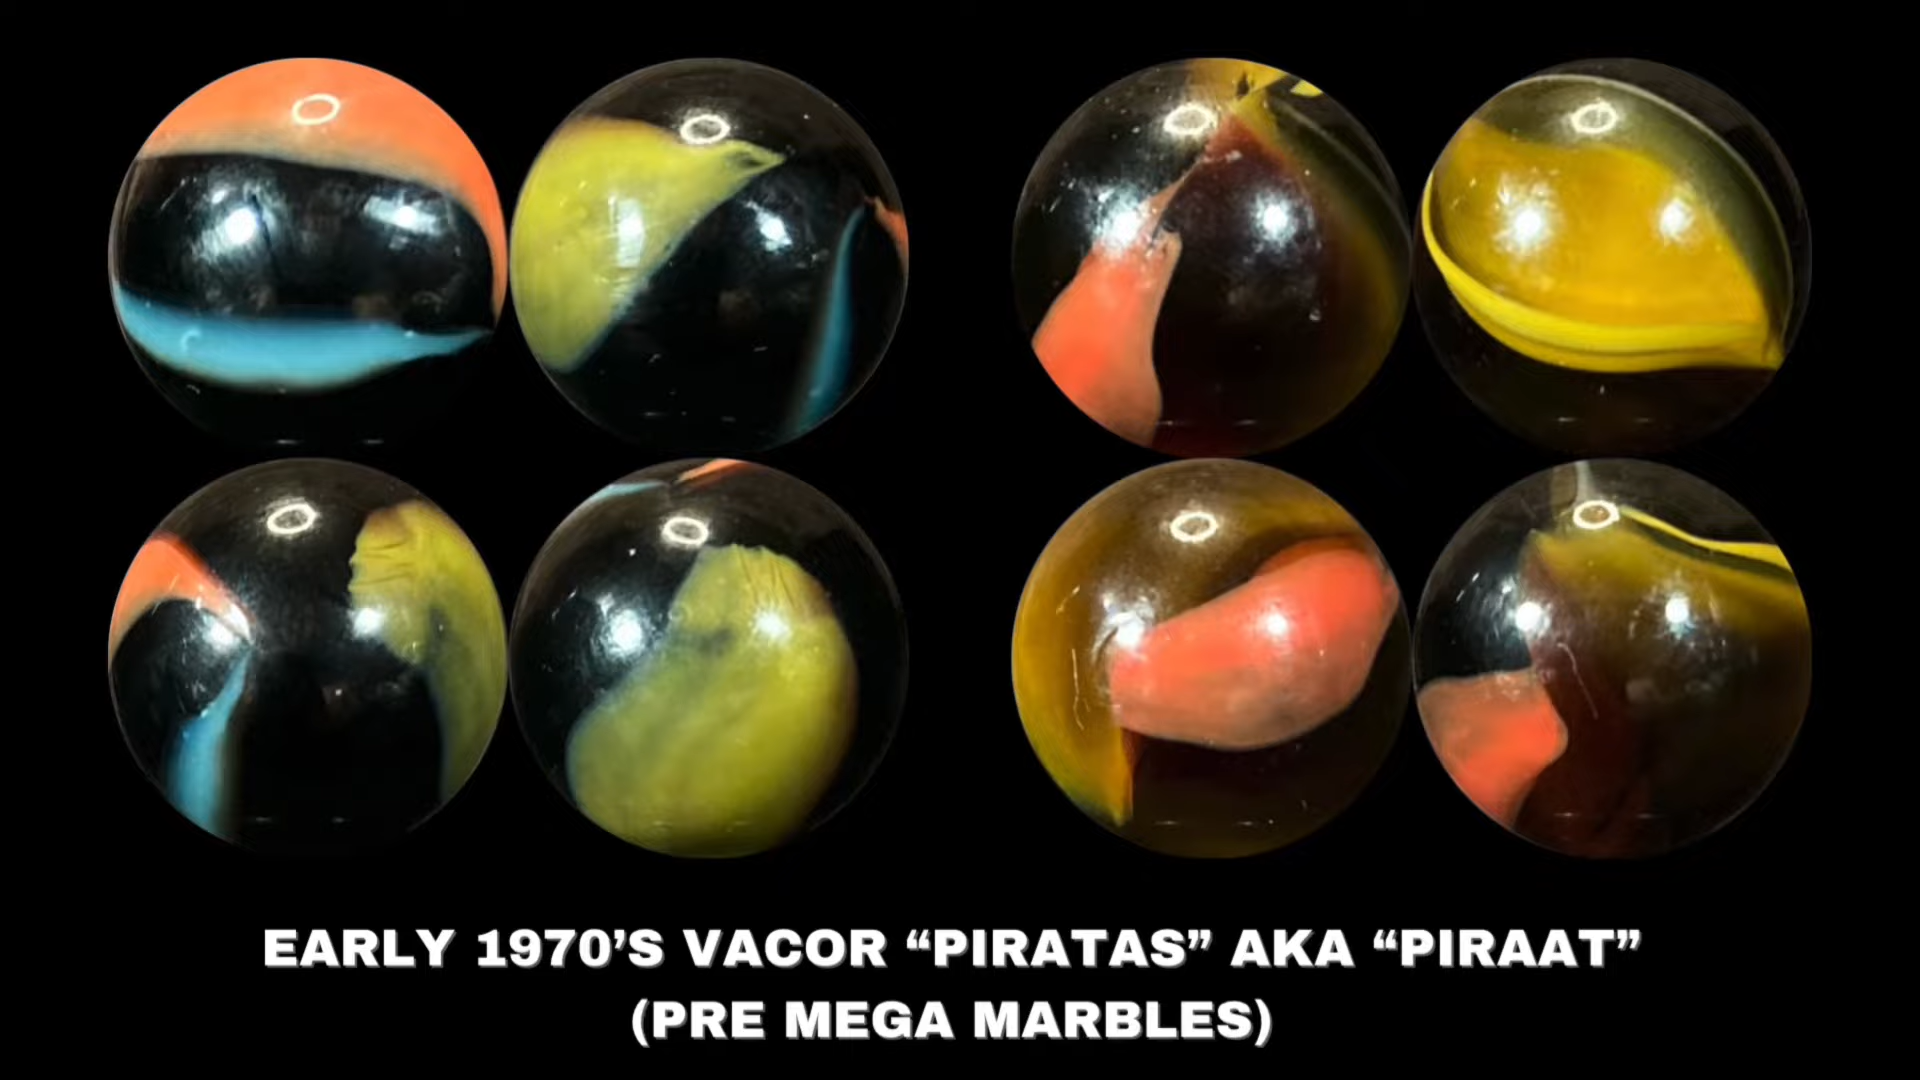 EARLY 1970’S VACOR “PIRATAS” AKA “PIRAAT”
(PRE MEGA MARBLES)